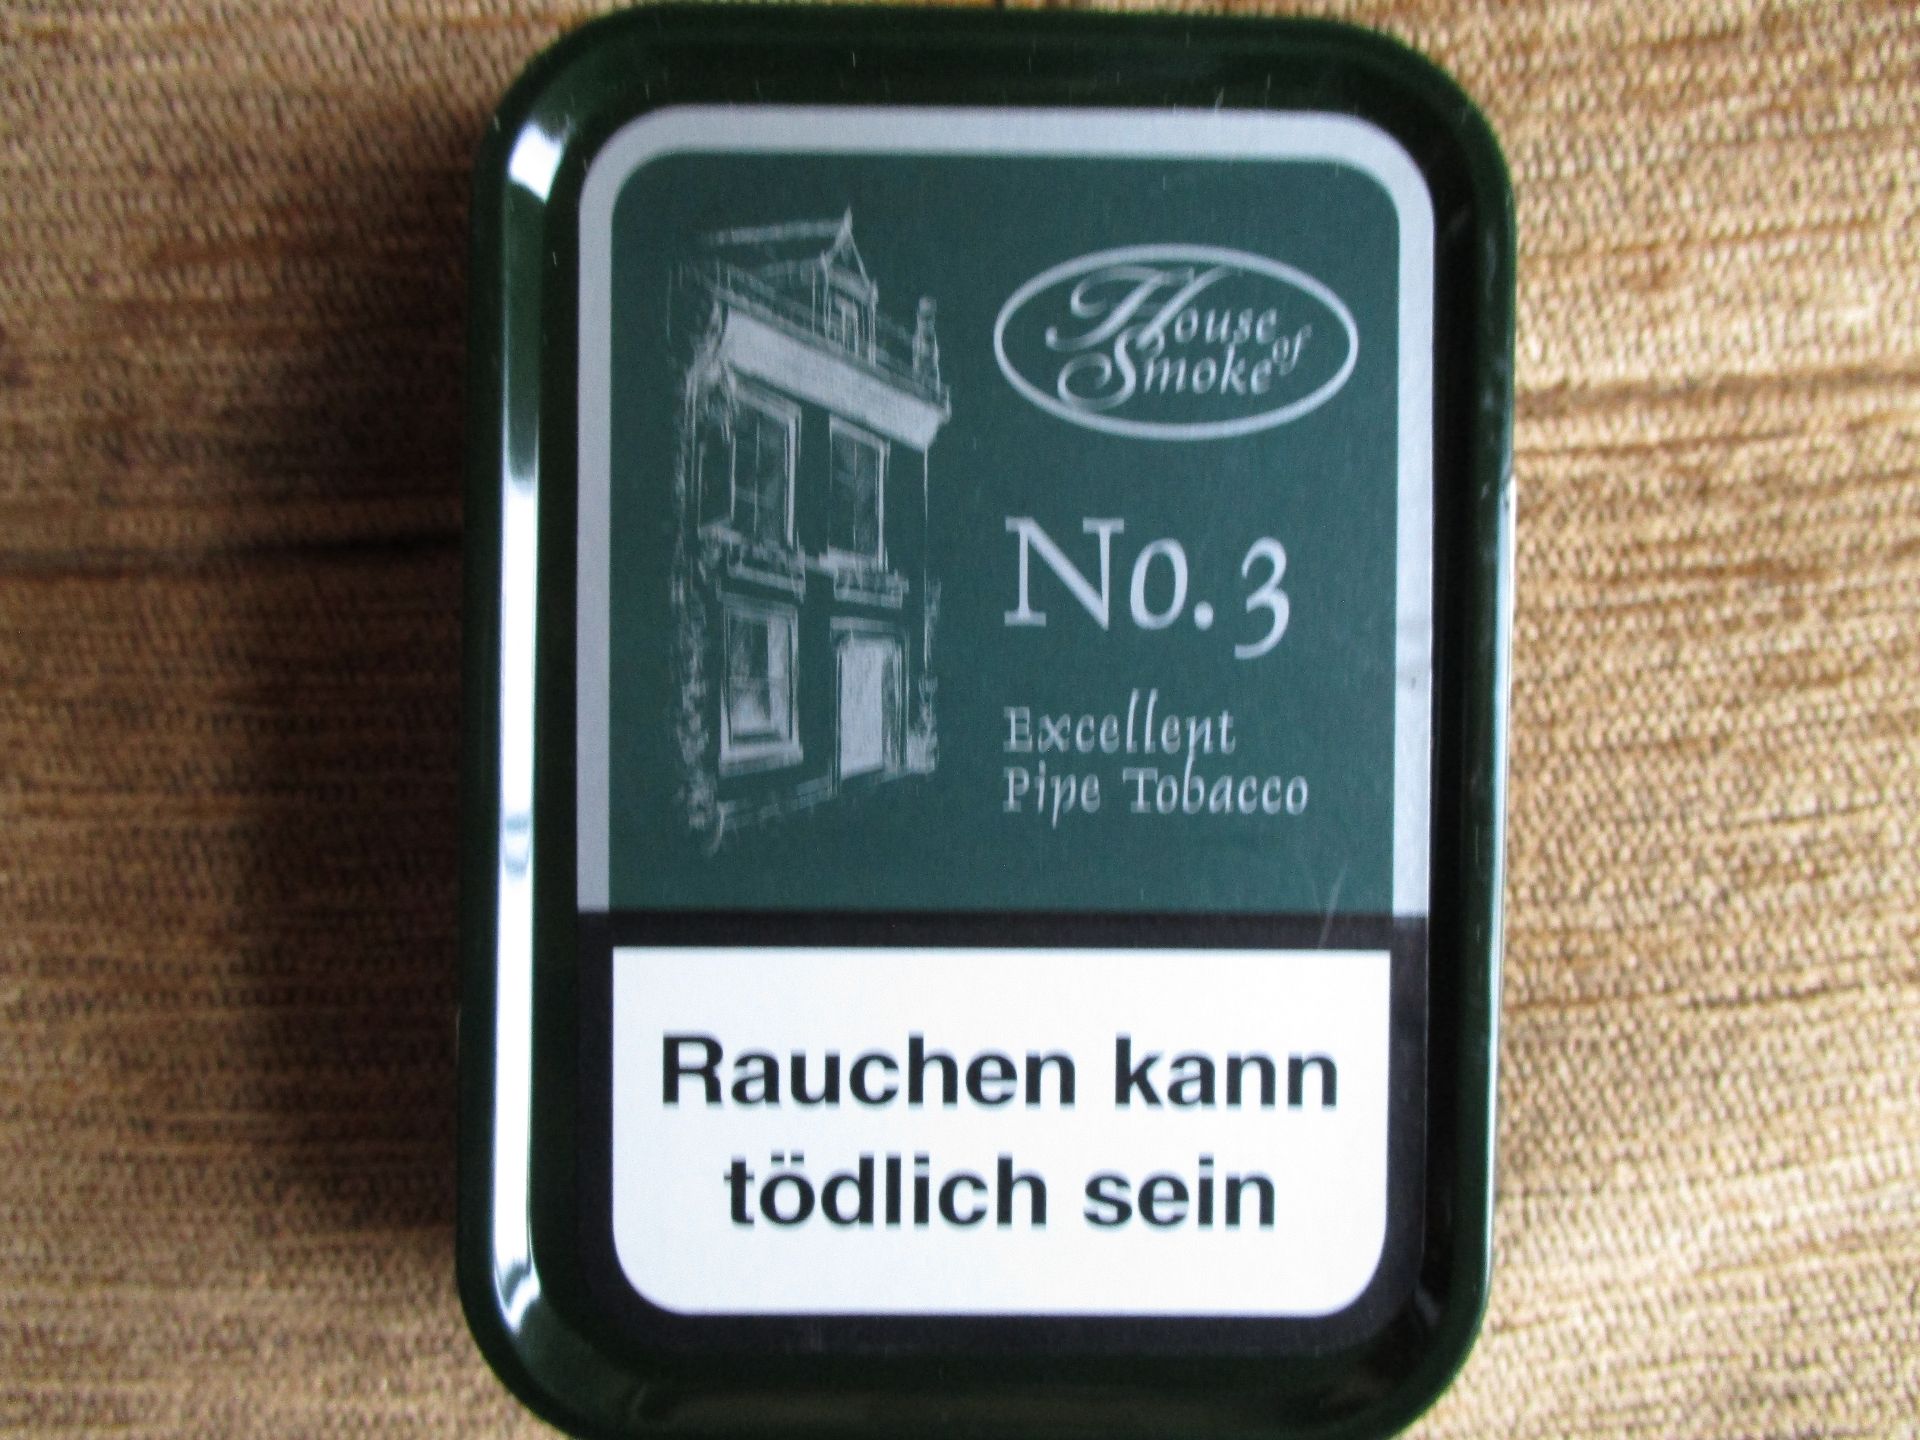 House of
Smoke
No. 3
Excellent
Pipe Tobacco
Rauchen kann
tödlich sein